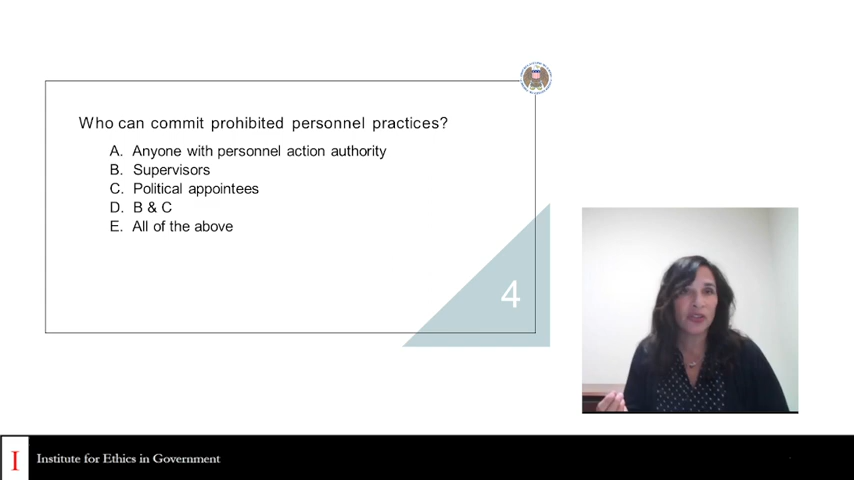 Who can commit prohibited personnel practices?
A. Anyone with personnel action authority
B. Supervisors
C. Political appointees
D. B & C
E. All of the above
4
I Institute for Ethics in Government